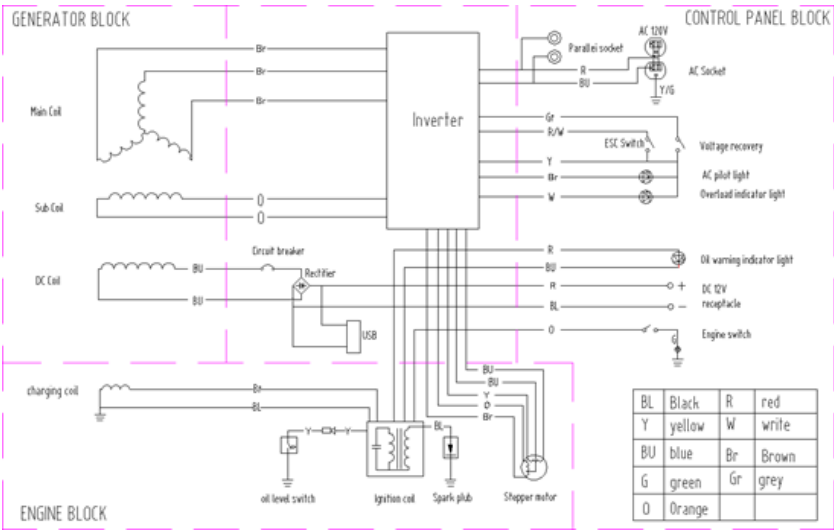 GENERATOR BLOCK
CONTROL PANEL BLOCK
AC 120V
Parallel socket
Br
R
AC Socket
Br
BU
Y/G
Br
Main Coil
Inverter
Gr
R/W
ESC Switch
Voltage recovery
Y
Br
AC pilot light
W
Overload indicator light
Sub Coil
O
O
Circuit breaker
R
BU
Oil warning indicator light
DC Coil
BU
Rectifier
R
+
DC 12V
BU
BL
-
receptacle
USB
O
G
Engine switch
BU
BU
charging coil
Br
Y
BL
O
Br
Y
Y
BL
oil level switch
Ignition coil
Spark plub
Stepper motor
ENGINE BLOCK
BL Black R red
Y yellow W write
BU blue Br Brown
G green Gr grey
O Orange